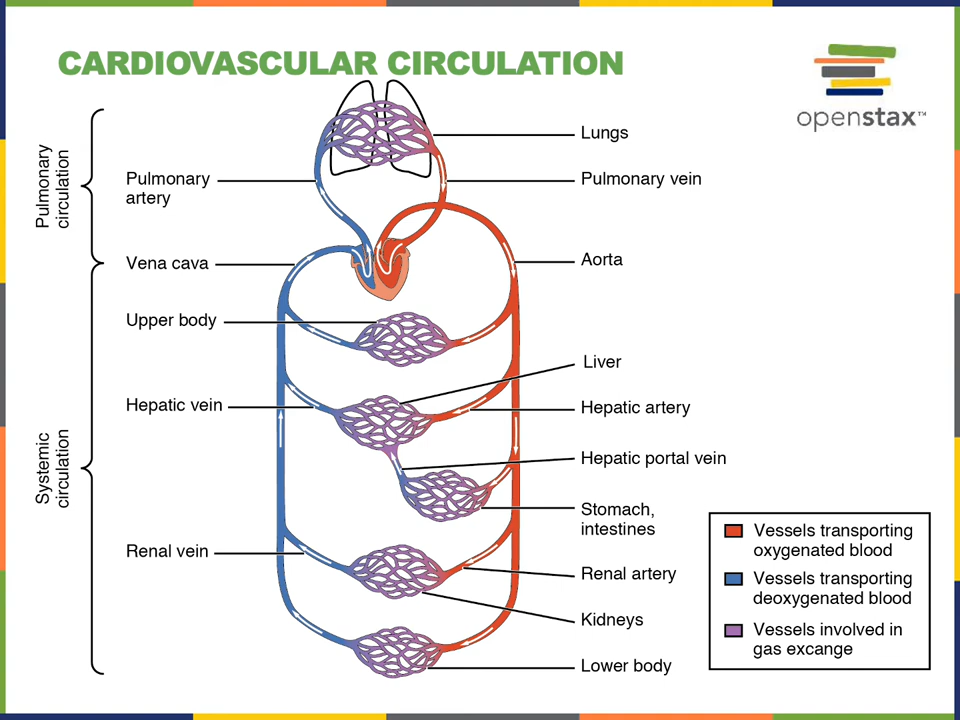 CARDIOVASCULAR CIRCULATION
openstax™
Pulmonary
circulation
Systemic
circulation
Pulmonary
artery
Vena cava
Upper body
Hepatic vein
Renal vein
Lungs
Pulmonary vein
Aorta
Liver
Hepatic artery
Hepatic portal vein
Stomach,
intestines
Renal artery
Kidneys
Lower body
Vessels transporting
oxygenated blood
Vessels transporting
deoxygenated blood
Vessels involved in
gas excange